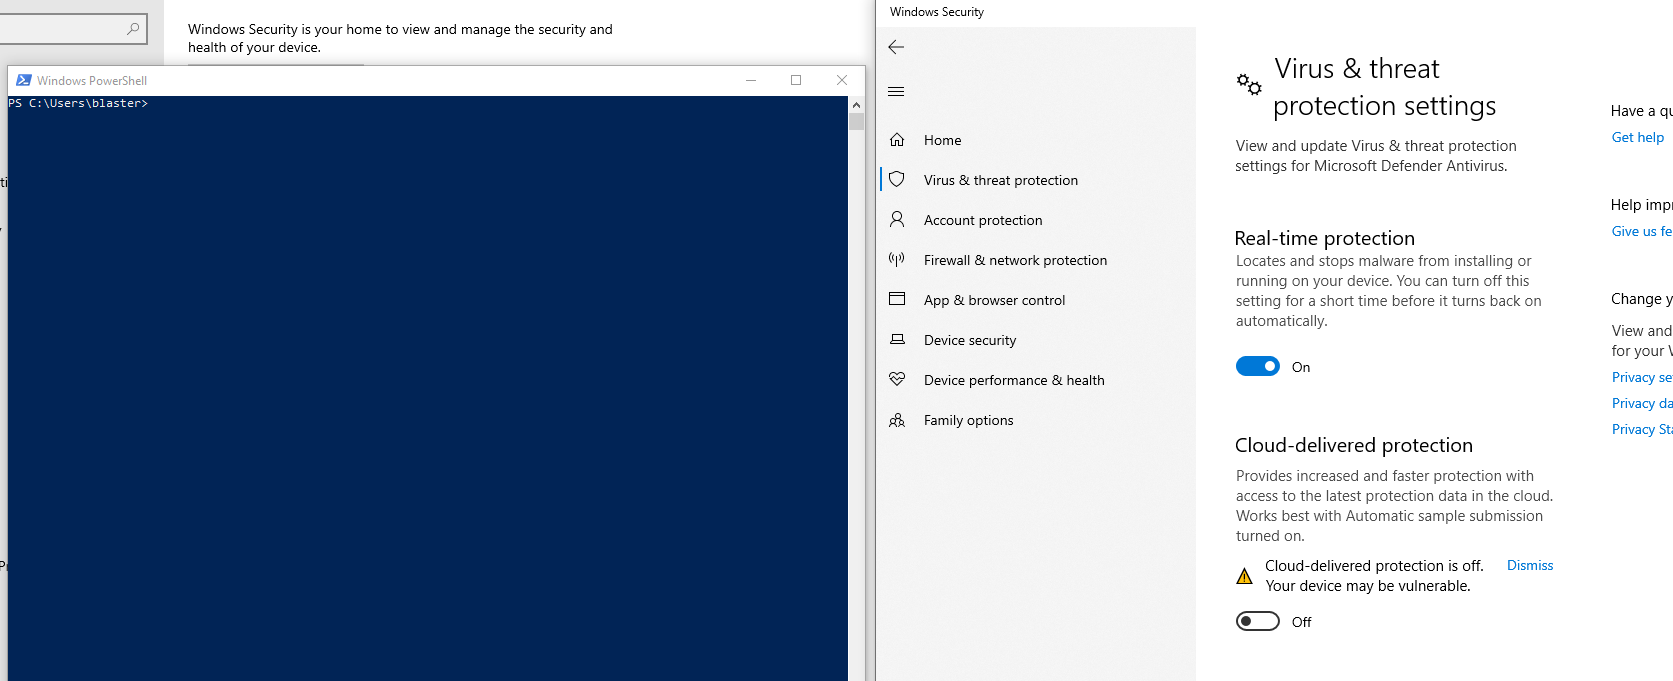 Windows Security is your home to view and manage the security and
health of your device.
Windows PowerShell
PS C:\Users\blaster>
Windows Security
Home
Virus & threat protection
Account protection
Firewall & network protection
App & browser control
Device security
Device performance & health
Family options
Virus & threat
protection settings
View and update Virus & threat protection
settings for Microsoft Defender Antivirus.
Real-time protection
Locates and stops malware from installing or
running on your device. You can turn off this
setting for a short time before it turns back on
automatically.
On
Cloud-delivered protection
Provides increased and faster protection with
access to the latest protection data in the cloud.
Works best with Automatic sample submission
turned on.
Cloud-delivered protection is off.
Your device may be vulnerable.
Dismiss
Off
Have a qu
Get help
Help impr
Give us fe
Change y
View and
for your
Privacy se
Privacy da
Privacy Sta